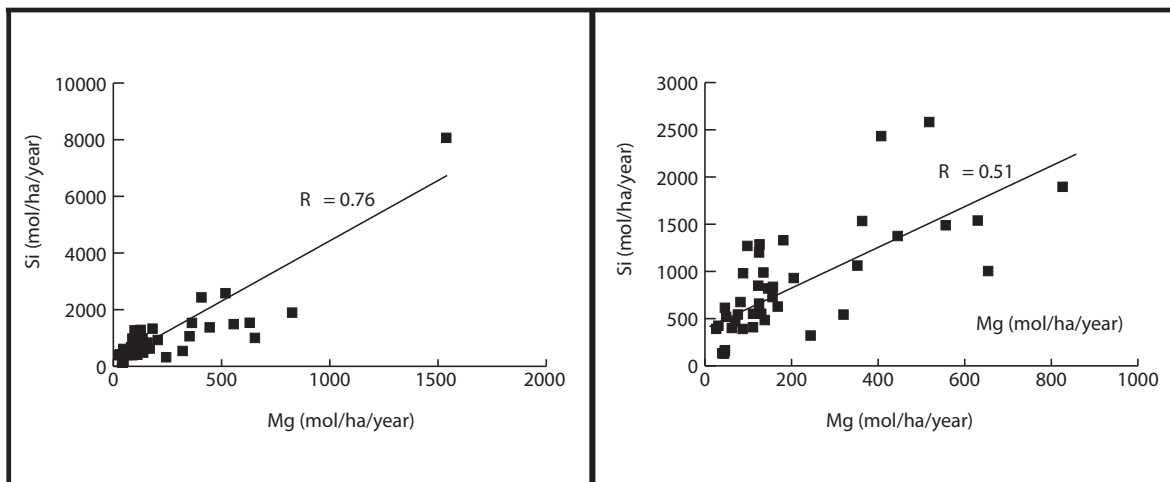 10000
8000
6000
4000
2000
0
Si (mol/ha/year)
R = 0.76
0 500 1000 1500 2000
Mg (mol/ha/year)
3000
2500
2000
1500
1000
500
0
Si (mol/ha/year)
R = 0.51
Mg (mol/ha/year)
0 200 400 600 800 1000
Mg (mol/ha/year)